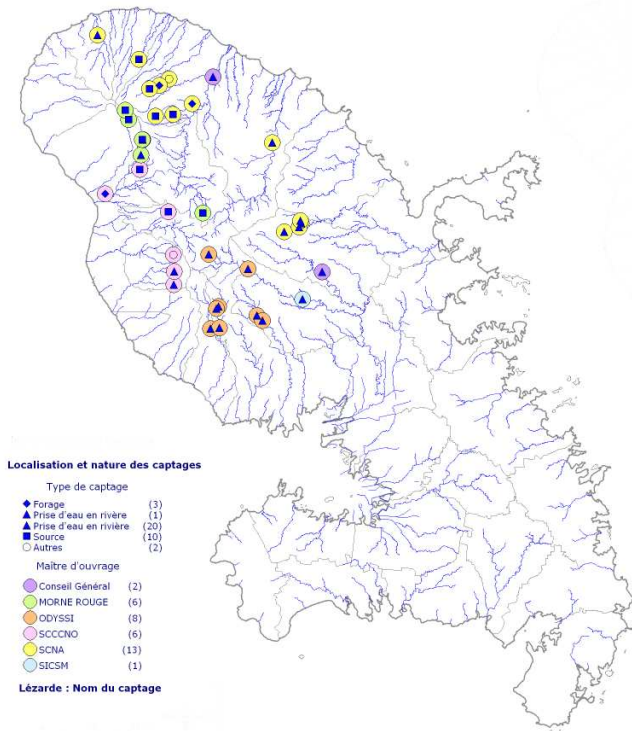 Localisation et nature des captages
Type de captage
Forage (3)
Prise d'eau en rivère (1)
Prise d'eau en rivière (20)
Source (10)
Autres (2)
Maître d'ouvrage
Conseil Général (2)
MORNE ROUGE (6)
ODYSSI (8)
SCCCNO (6)
SCNA (13)
SICSM (1)
Lézarde : Nom du captage